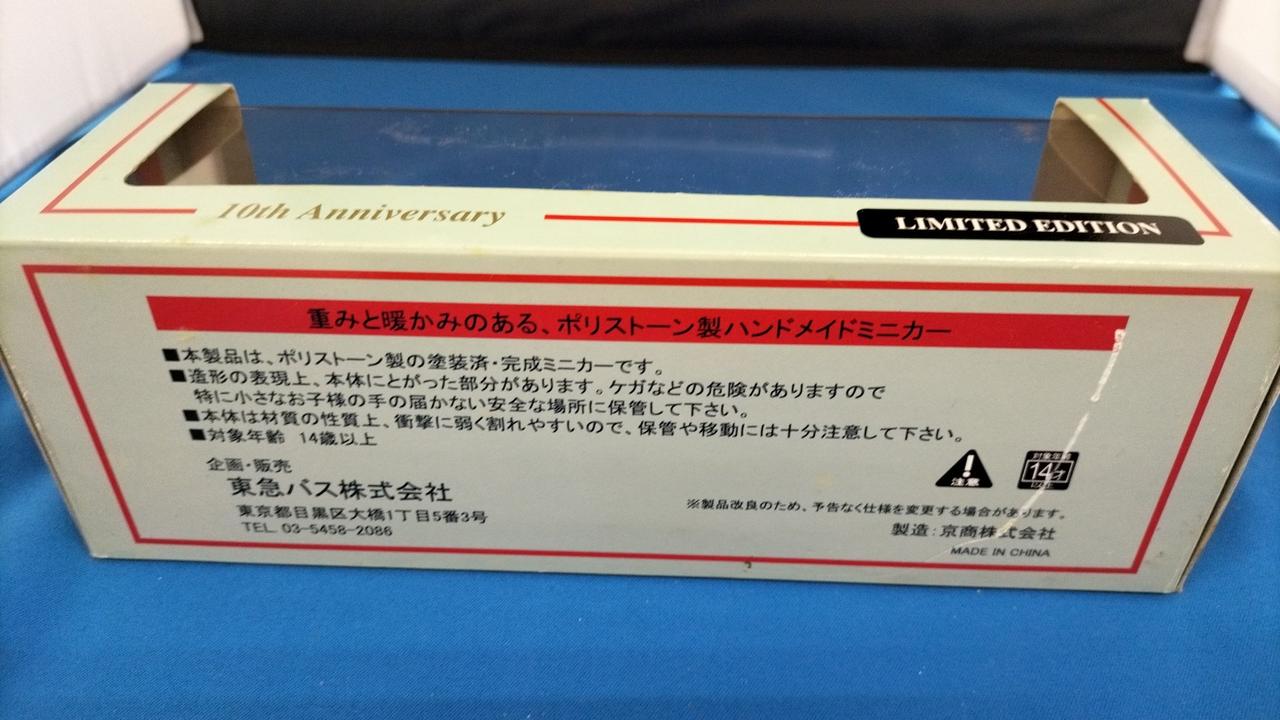 10th Anniversary
LIMITED EDITION
重みと暖かみのある、ポリストーン製ハンドメイドミニカー
■本製品は、ポリストーン製の塗装済・完成ミニカーです。
■造形の表現上、本体にとがった部分があります。ケガなどの危険がありますので
特に小さなお子様の手の届かない安全な場所に保管して下さい。
■本体は材質の性質上、衝撃に弱く割れやすいので、保管や移動には十分注意して下さい。
■対象年齢 14歳以上
企画・販売
東急バス株式会社
東京都目黒区大橋1丁目5番3号
TEL. 03-5458-2086
注意
対象年齢
14才
以上
※製品改良のため、予告なく仕様を変更する場合があります。
製造：京商株式会社
MADE IN CHINA